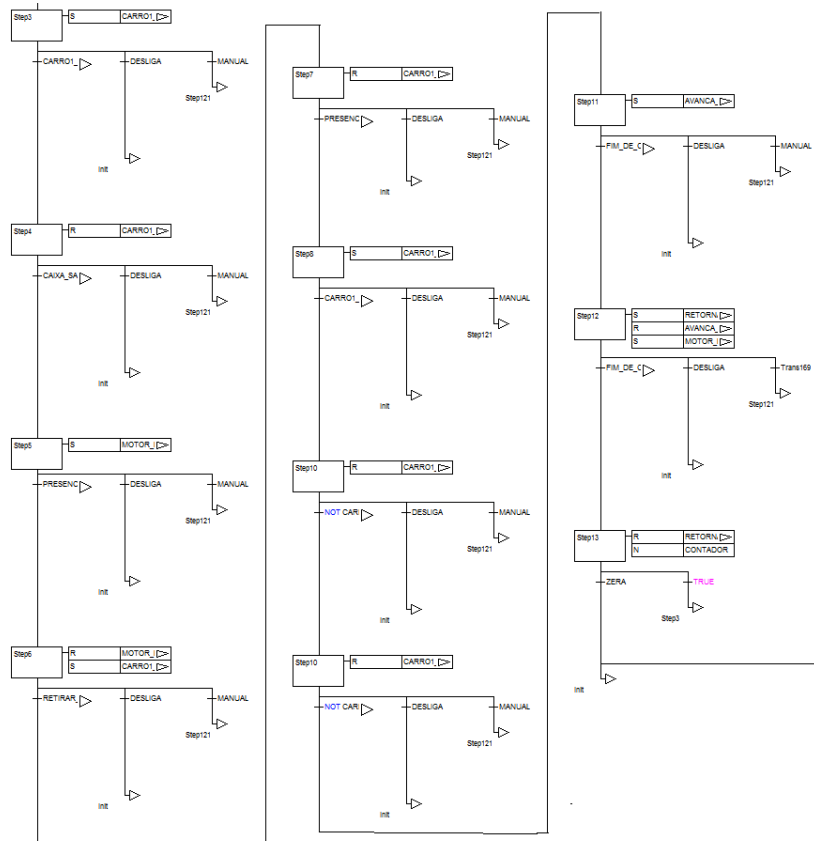 Step3 S CARRO1_
CARRO1_ DESLIGA MANUAL
Step121
Init
Step4 R CARRO1_
CAIXA_SA DESLIGA MANUAL
Step121
Init
Step5 S MOTOR_I
PRESENC DESLIGA MANUAL
Step121
Init
Step6 R MOTOR_I
S CARRO1_
RETIRAR_ DESLIGA MANUAL
Step121
Init
Step7 R CARRO1_
PRESENC DESLIGA MANUAL
Step121
Init
Step8 S CARRO1_
CARRO1_ DESLIGA MANUAL
Step121
Init
Step10 R CARRO1_
NOT CARI DESLIGA MANUAL
Step121
Init
Step10 R CARRO1_
NOT CARI DESLIGA MANUAL
Step121
Init
Step11 S AVANCA_
FIM_DE_C DESLIGA MANUAL
Step121
Init
Step12 S RETORN
R AVANCA_
S MOTOR_I
FIM_DE_C DESLIGA Trans169
Step121
Init
Step13 R RETORN
N CONTADOR
ZERA TRUE
Step3
Init